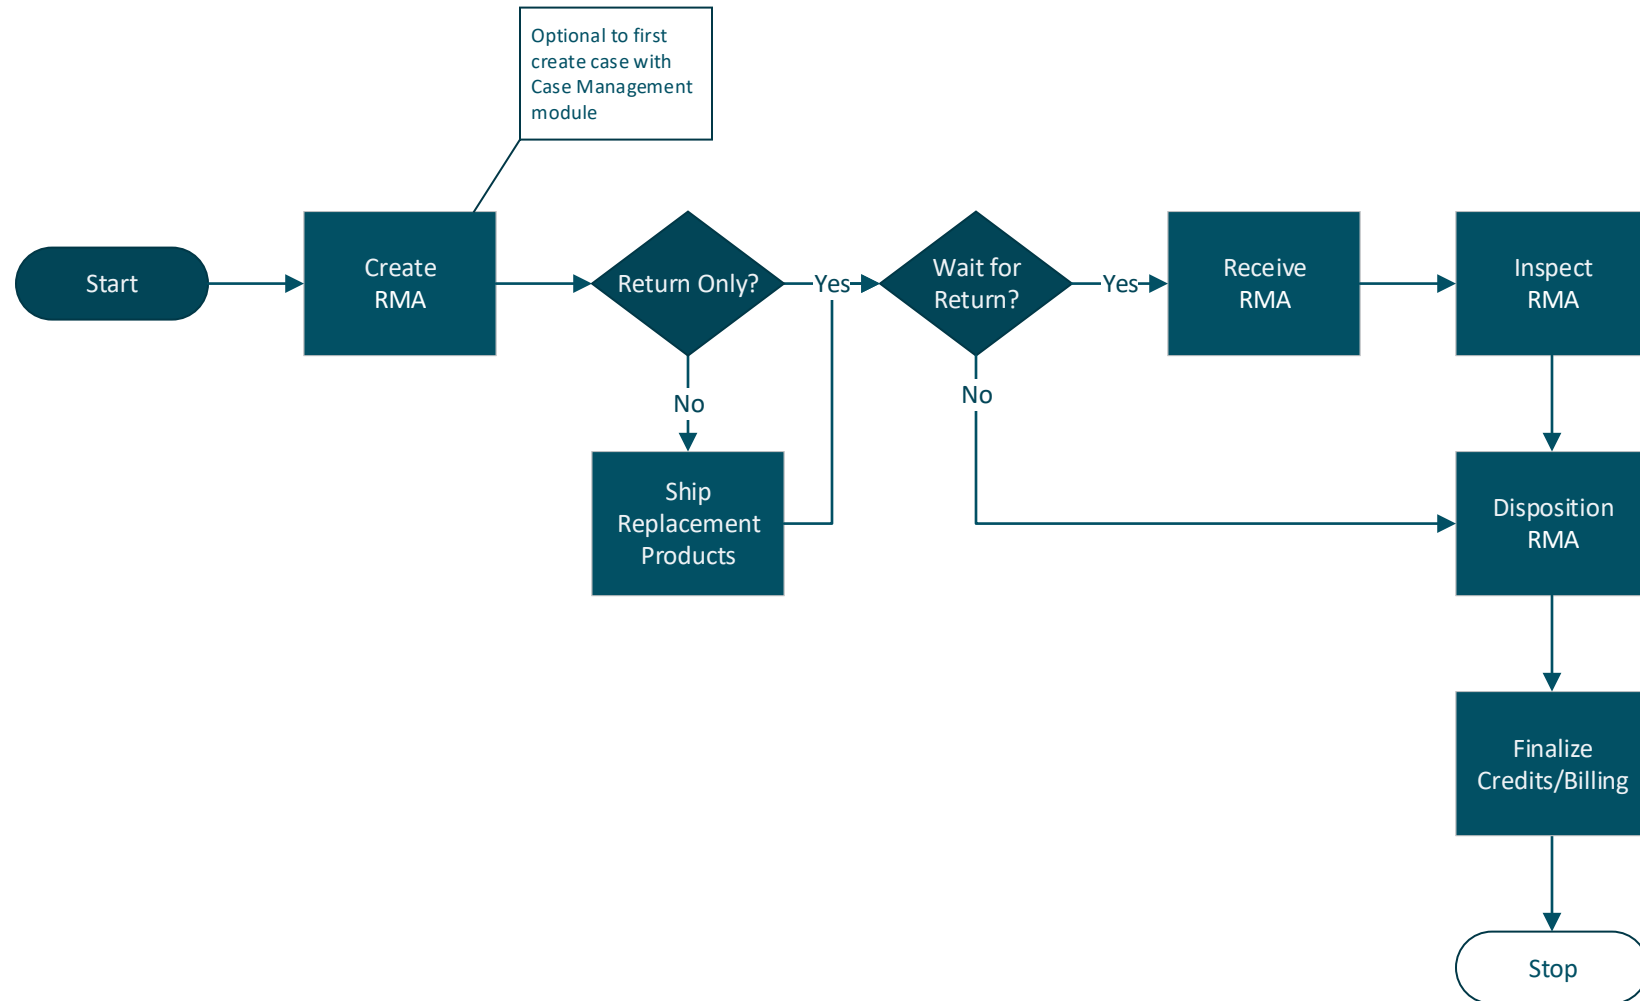 Optional to first
create case with
Case Management
module
Start
Create
RMA
Return Only?
Yes
Wait for
Return?
Yes
Receive
RMA
Inspect
RMA
No
No
Ship
Replacement
Products
Disposition
RMA
Finalize
Credits/Billing
Stop